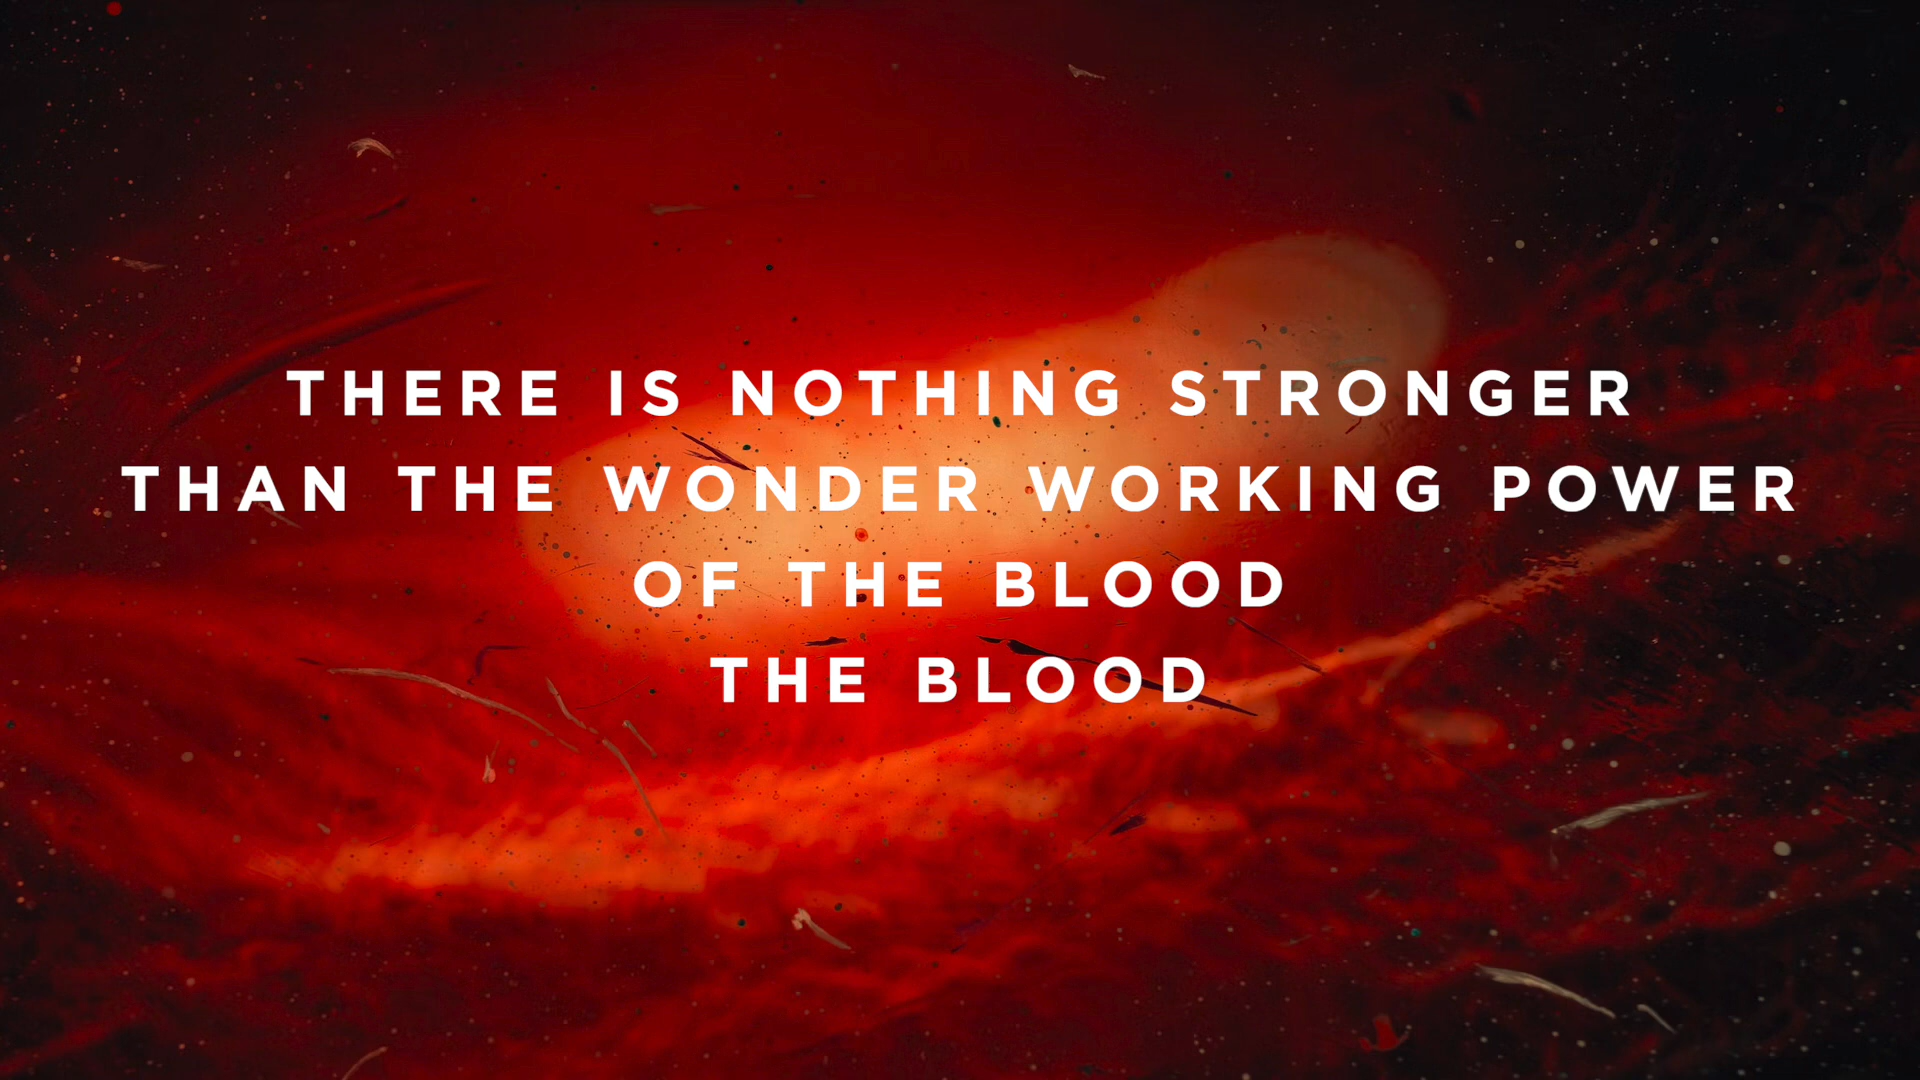 THERE IS NOTHING STRONGER
THAN THE WONDER WORKING POWER
OF THE BLOOD
THE BLOOD